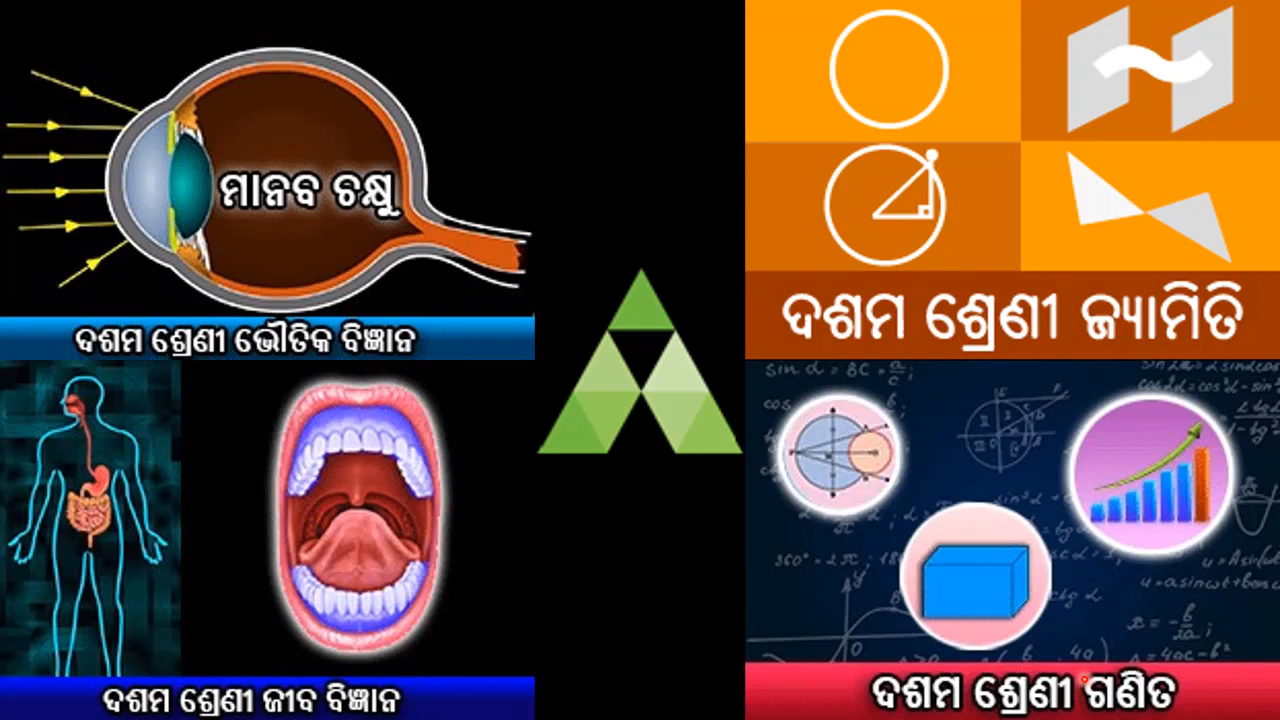 ମାନବ ଚକ୍ଷୁ
ଦଶମ ଶ୍ରେଣୀ ଭୌତିକ ବିଜ୍ଞାନ
ଦଶମ ଶ୍ରେଣୀ ଜ୍ୟାମିତି
ଦଶମ ଶ୍ରେଣୀ ଜୀବ ବିଜ୍ଞାନ
ଦଶମ ଶ୍ରେଣୀ ଗଣିତ